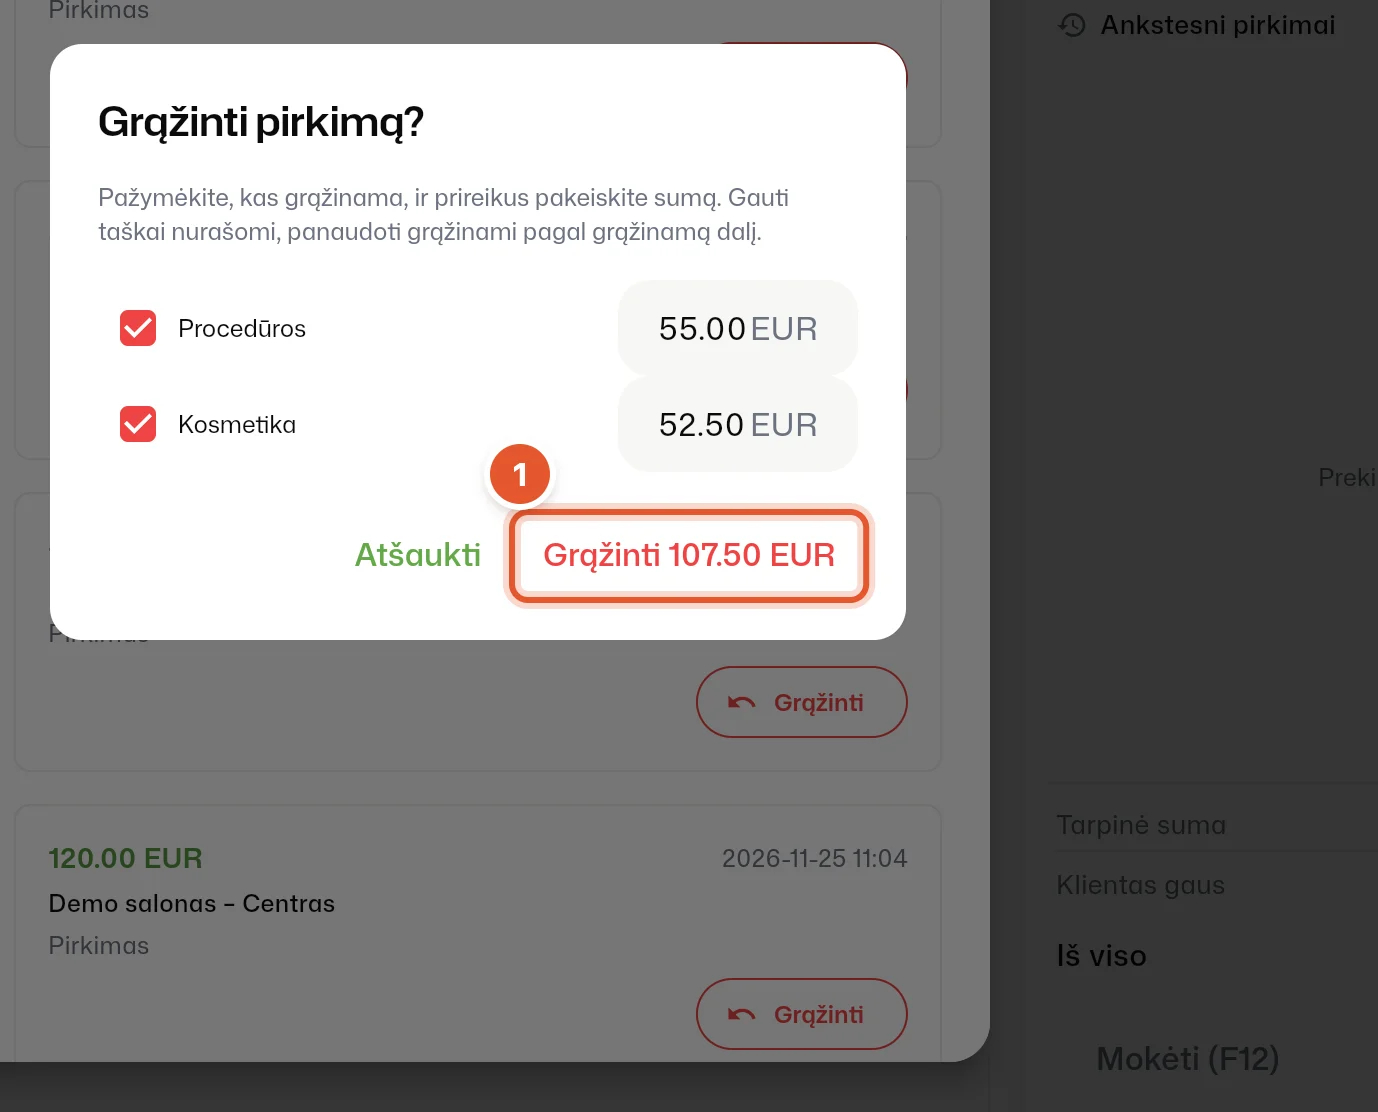 Pirkimas
Ankstesni pirkimai
Grąžinti pirkimą?
Pažymėkite, kas grąžinama, ir prireikus pakeiskite sumą. Gauti
taškai nurašomi, panaudoti grąžinami pagal grąžinamą dalį.
Procedūros
55.00 EUR
Kosmetika
52.50 EUR
1
Atšaukti
Grąžinti 107.50 EUR
Grąžinti
120.00 EUR
2026-11-25 11:04
Demo salonas – Centras
Pirkimas
Grąžinti
Tarpinė suma
Klientas gaus
Iš viso
Mokėti (F12)